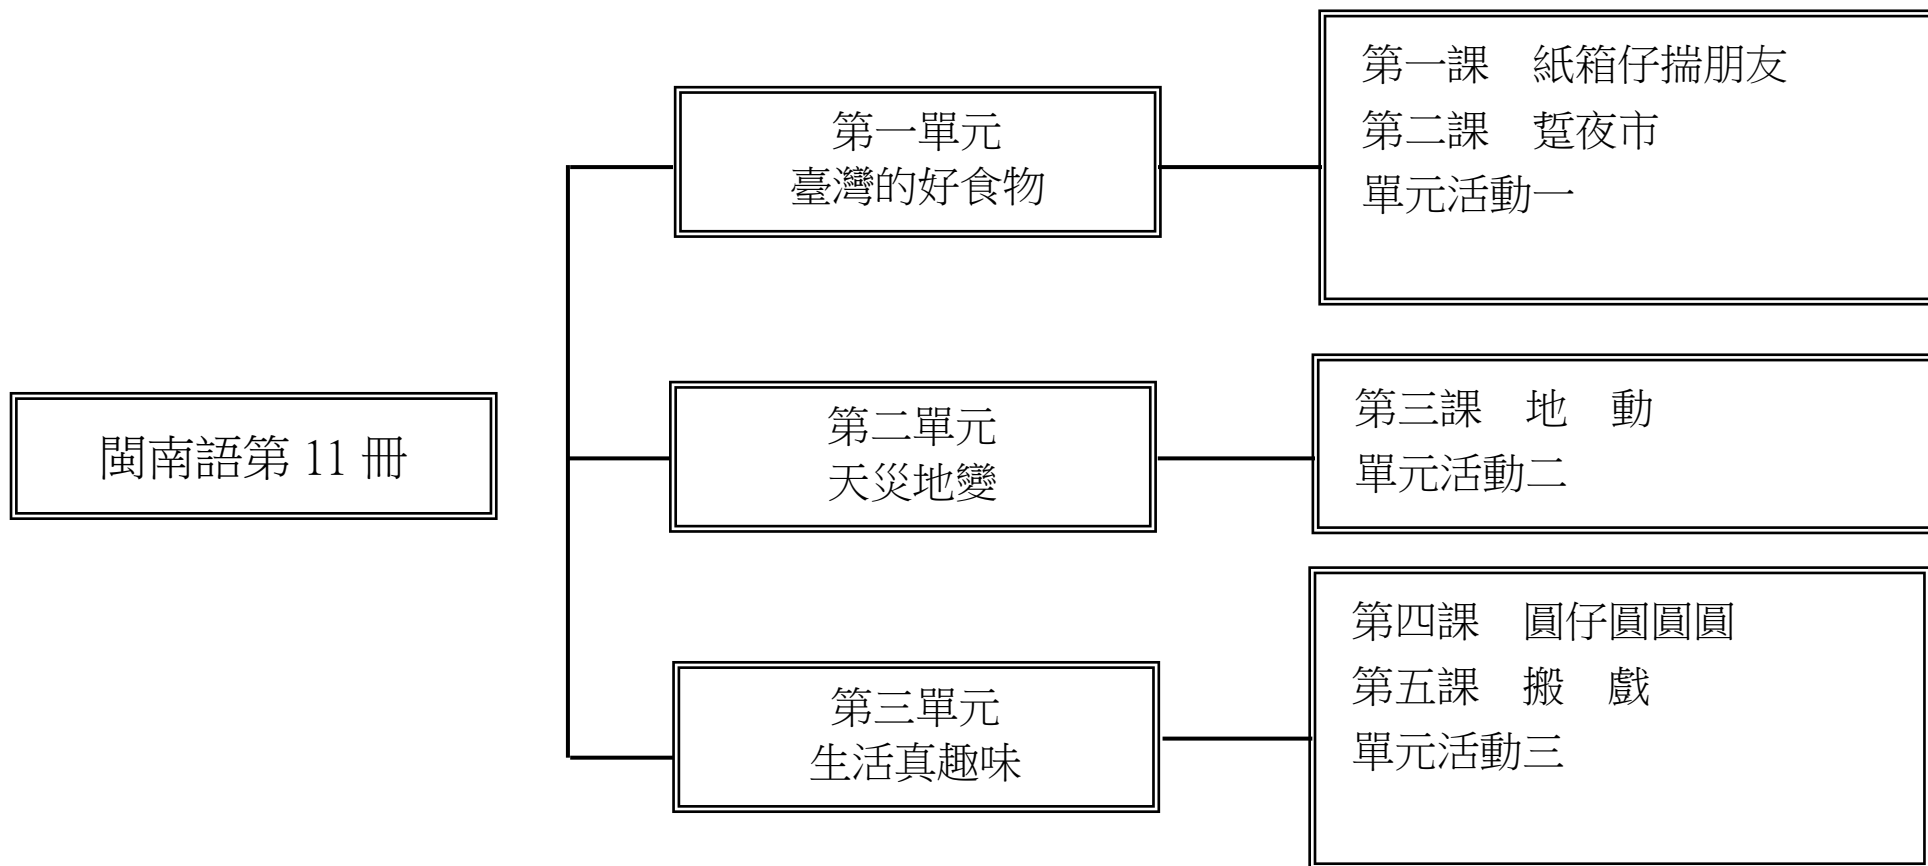 閩南語第 11 冊
第一單元
臺灣的好食物
第一課　紙箱仔揣朋友
第二課　踅夜市
單元活動一
第二單元
天災地變
第三課　地　動
單元活動二
第三單元
生活真趣味
第四課　圓仔圓圓圓
第五課　搬　戲
單元活動三